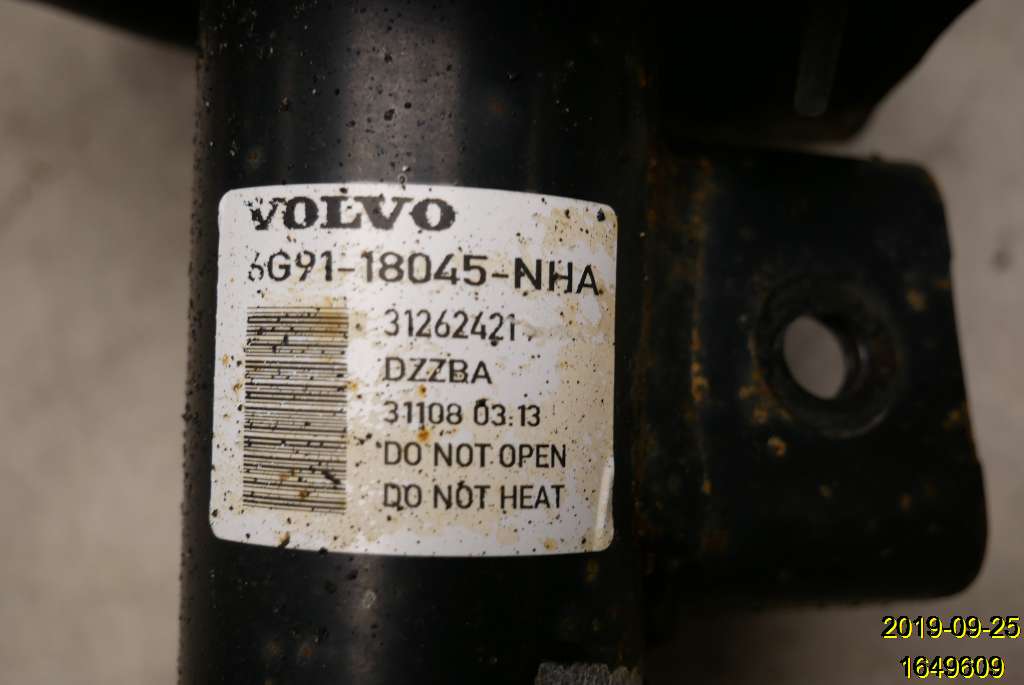 VOLVO
6G91-18045-NHA
31262421
DZZBA
31108 03:13
DO NOT OPEN
DO NOT HEAT
2019-09-25
1649609